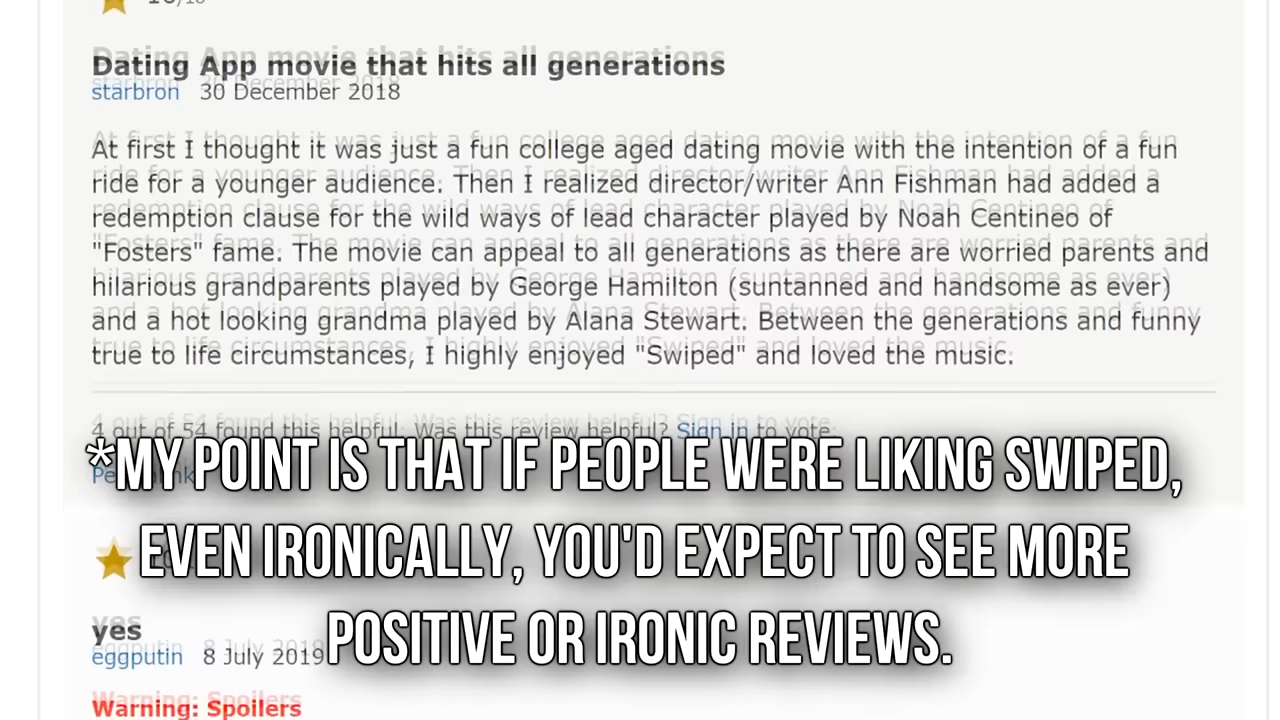 Dating App movie that hits all generations
starbron 30 December 2018
At first I thought it was just a fun college aged dating movie with the intention of a fun
ride for a younger audience. Then I realized director/writer Ann Fishman had added a
redemption clause for the wild ways of lead character played by Noah Centineo of
"Fosters" fame. The movie can appeal to all generations as there are worried parents and
hilarious grandparents played by George Hamilton (suntanned and handsome as ever)
and a hot looking grandma played by Alana Stewart. Between the generations and funny
true to life circumstances, I highly enjoyed "Swiped" and loved the music.
4 out of 54 found this helpful. Was this review helpful? Sign in to vote.
*MY POINT IS THAT IF PEOPLE WERE LIKING SWIPED,
EVEN IRONICALLY, YOU'D EXPECT TO SEE MORE
POSITIVE OR IRONIC REVIEWS.
yes
eggputin 8 July 2019
Warning: Spoilers